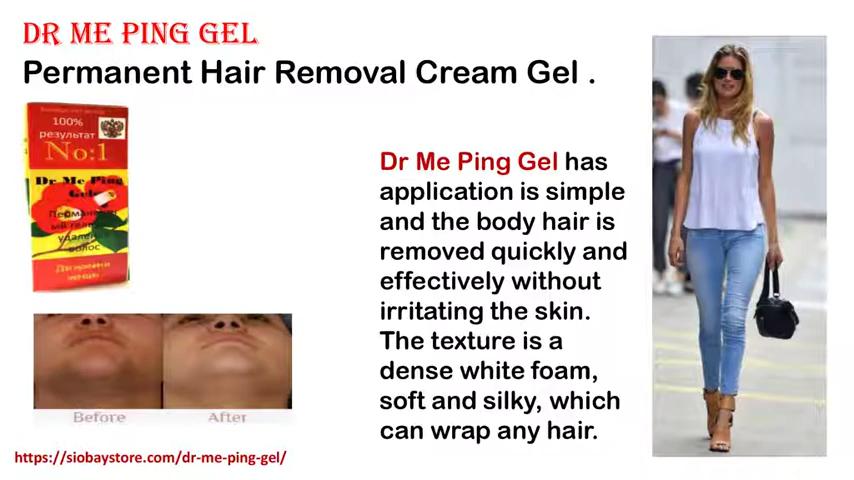 DR ME PING GEL
Permanent Hair Removal Cream Gel .
100%
результат
No:1
Dr Me Ping
Gel
удален
волос
Dr Me Ping Gel has
application is simple
and the body hair is
removed quickly and
effectively without
irritating the skin.
The texture is a
dense white foam,
soft and silky, which
can wrap any hair.
Before After
https://siobaystore.com/dr-me-ping-gel/